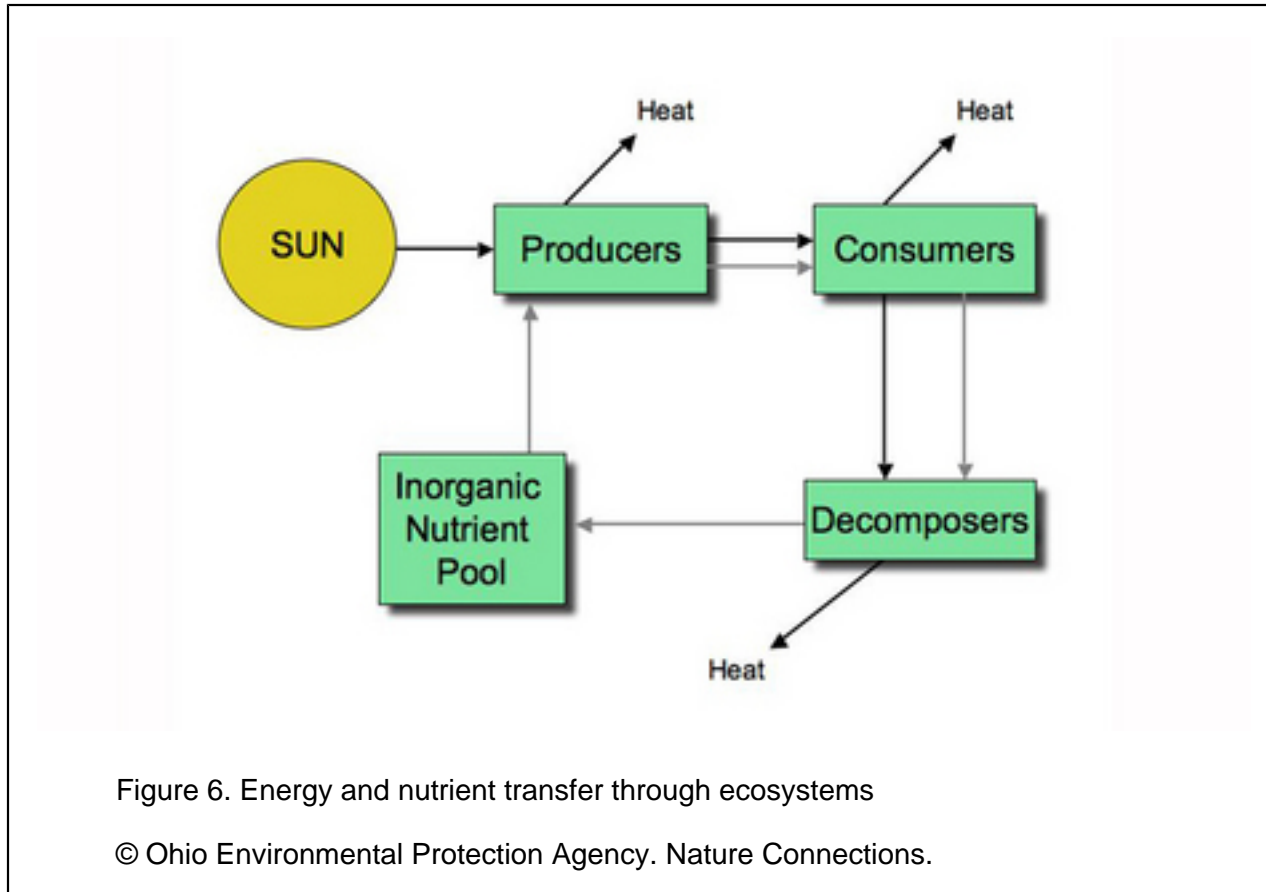 Heat
Heat
SUN
Producers
Consumers
Inorganic
Nutrient
Pool
Decomposers
Heat
Figure 6. Energy and nutrient transfer through ecosystems
© Ohio Environmental Protection Agency. Nature Connections.